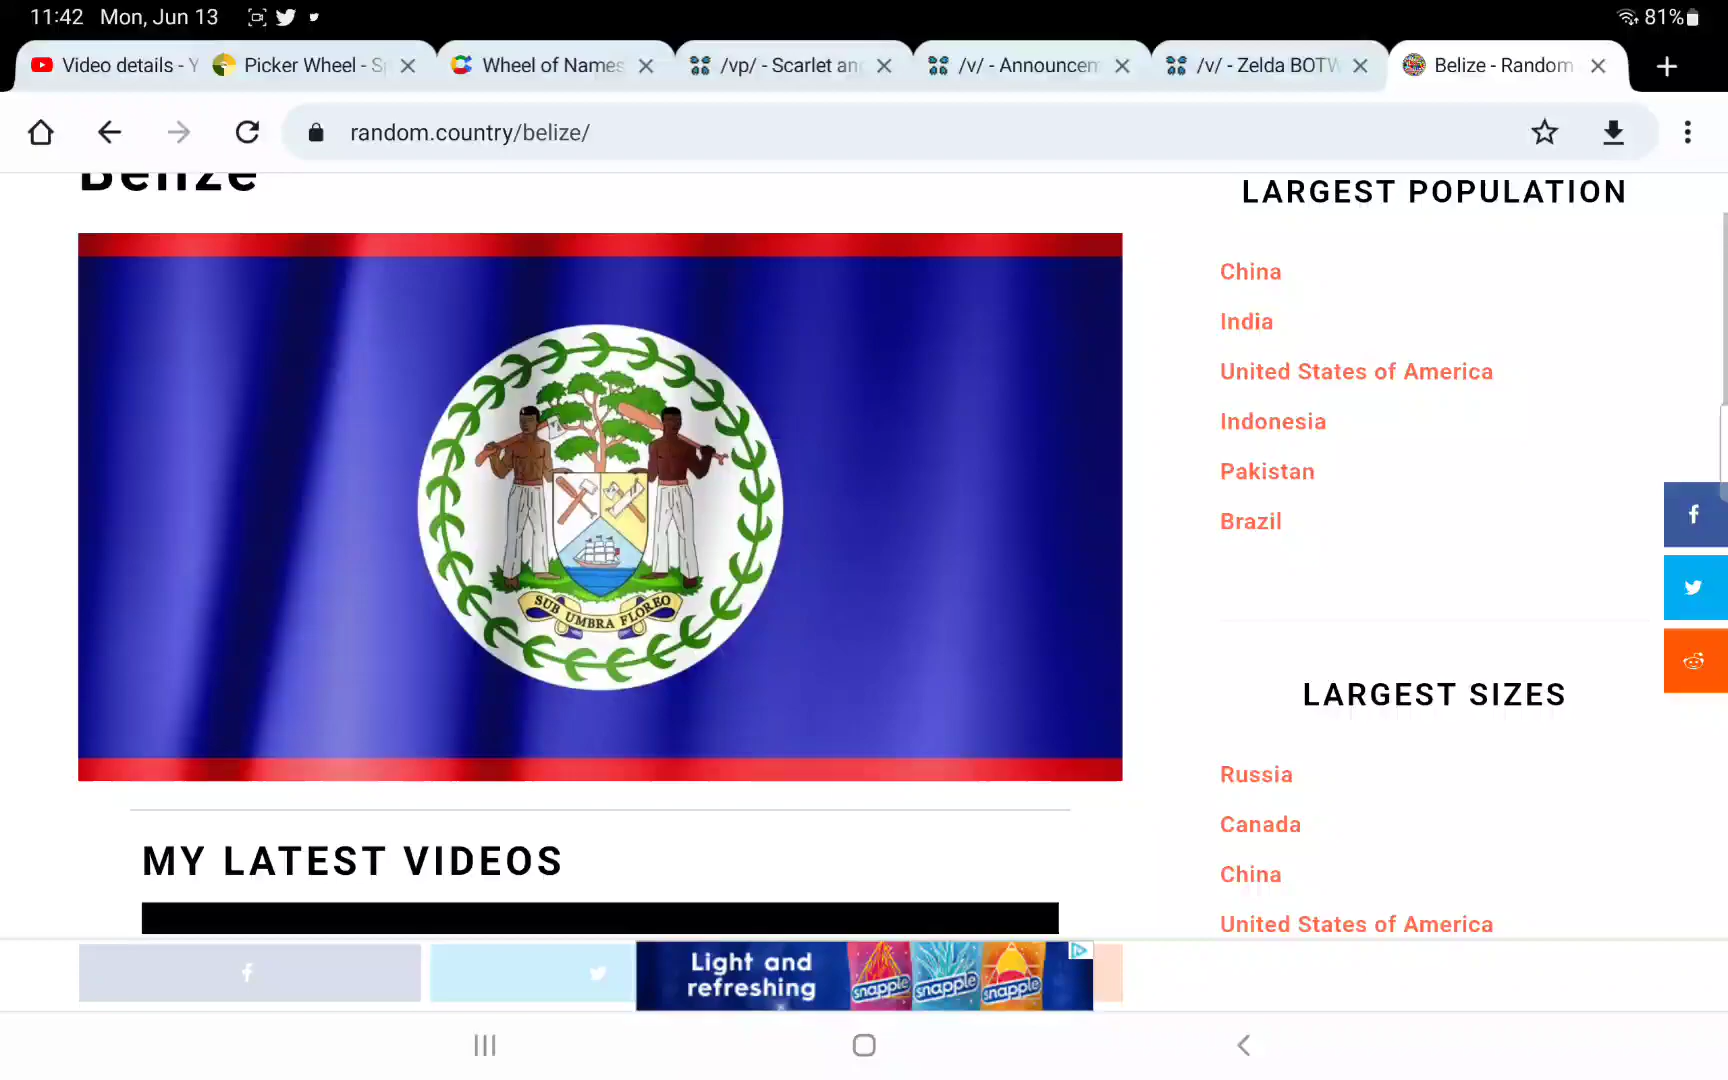 11:42 Mon, Jun 13
81%
Video details - Y
Picker Wheel - Sp
Wheel of Names
/vp/ - Scarlet an
/v/ - Announcem
/v/ - Zelda BOTW
Belize - Random
random.country/belize/
Belize
SUB UMBRA FLOREO
MY LATEST VIDEOS
LARGEST POPULATION
China
India
United States of America
Indonesia
Pakistan
Brazil
LARGEST SIZES
Russia
Canada
China
United States of America
Light and
refreshing
snapple
snapple
snapple